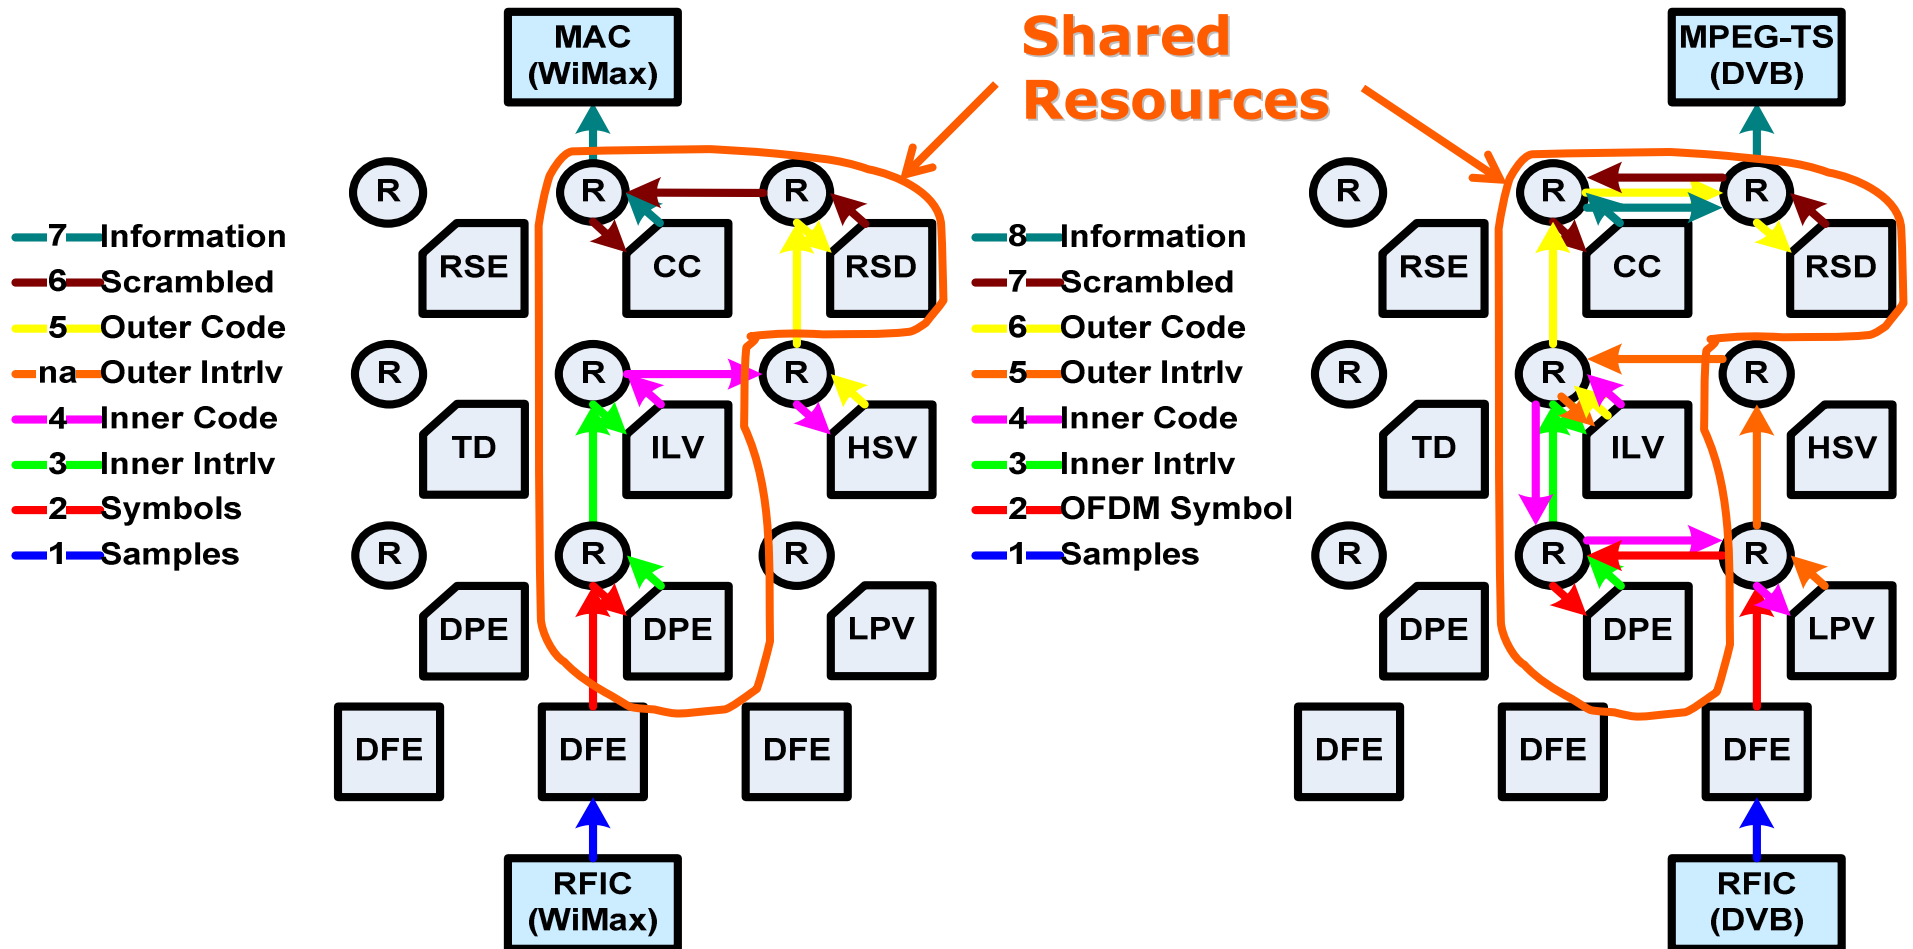 MAC
(WiMax)
Shared
Resources
MPEG-TS
(DVB)
R
R
R
R
R
R
7 Information
6 Scrambled
5 Outer Code
na Outer Intrlv
4 Inner Code
3 Inner Intrlv
2 Symbols
1 Samples
RSE
CC
RSD
8 Information
7 Scrambled
6 Outer Code
5 Outer Intrlv
4 Inner Code
3 Inner Intrlv
2 OFDM Symbol
1 Samples
RSE
CC
RSD
R
R
R
R
R
R
TD
ILV
HSV
TD
ILV
HSV
R
R
R
R
R
R
DPE
DPE
LPV
DPE
DPE
LPV
DFE
DFE
DFE
DFE
DFE
DFE
RFIC
(WiMax)
RFIC
(DVB)